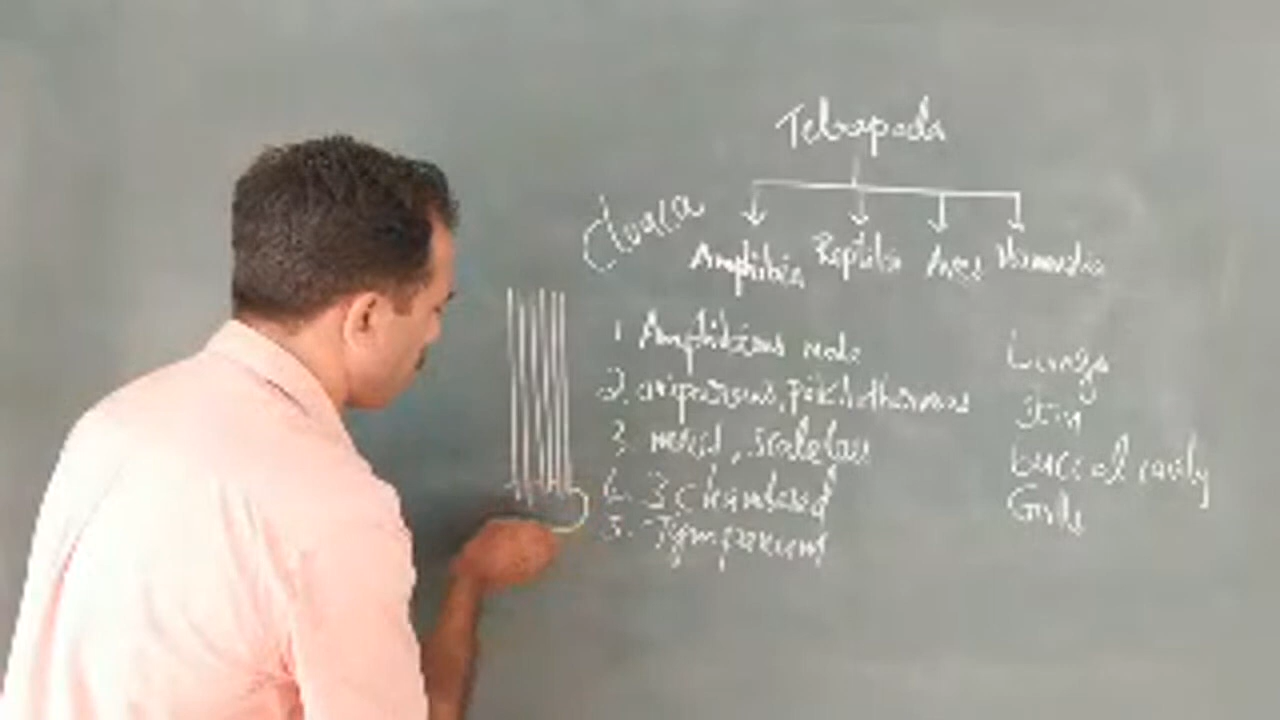 Tetrapoda
Cloaca
Amphibia Reptilia Aves Mammalia
1. Amphibious mode
2. oviparous, poikilothermous
3. moist, scaleless
4. 3 chambered
5. Tympanum
Lungs
Skin
buccal cavity
Gills